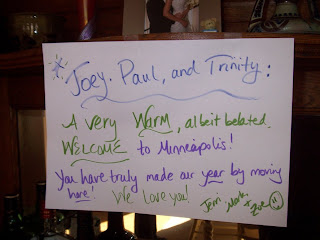 Joey, Paul, and Trinity:
A very Warm, albeit belated.
WELCOME to Minneapolis!
You have truly made our year by moving
here! We love you!
Jerri